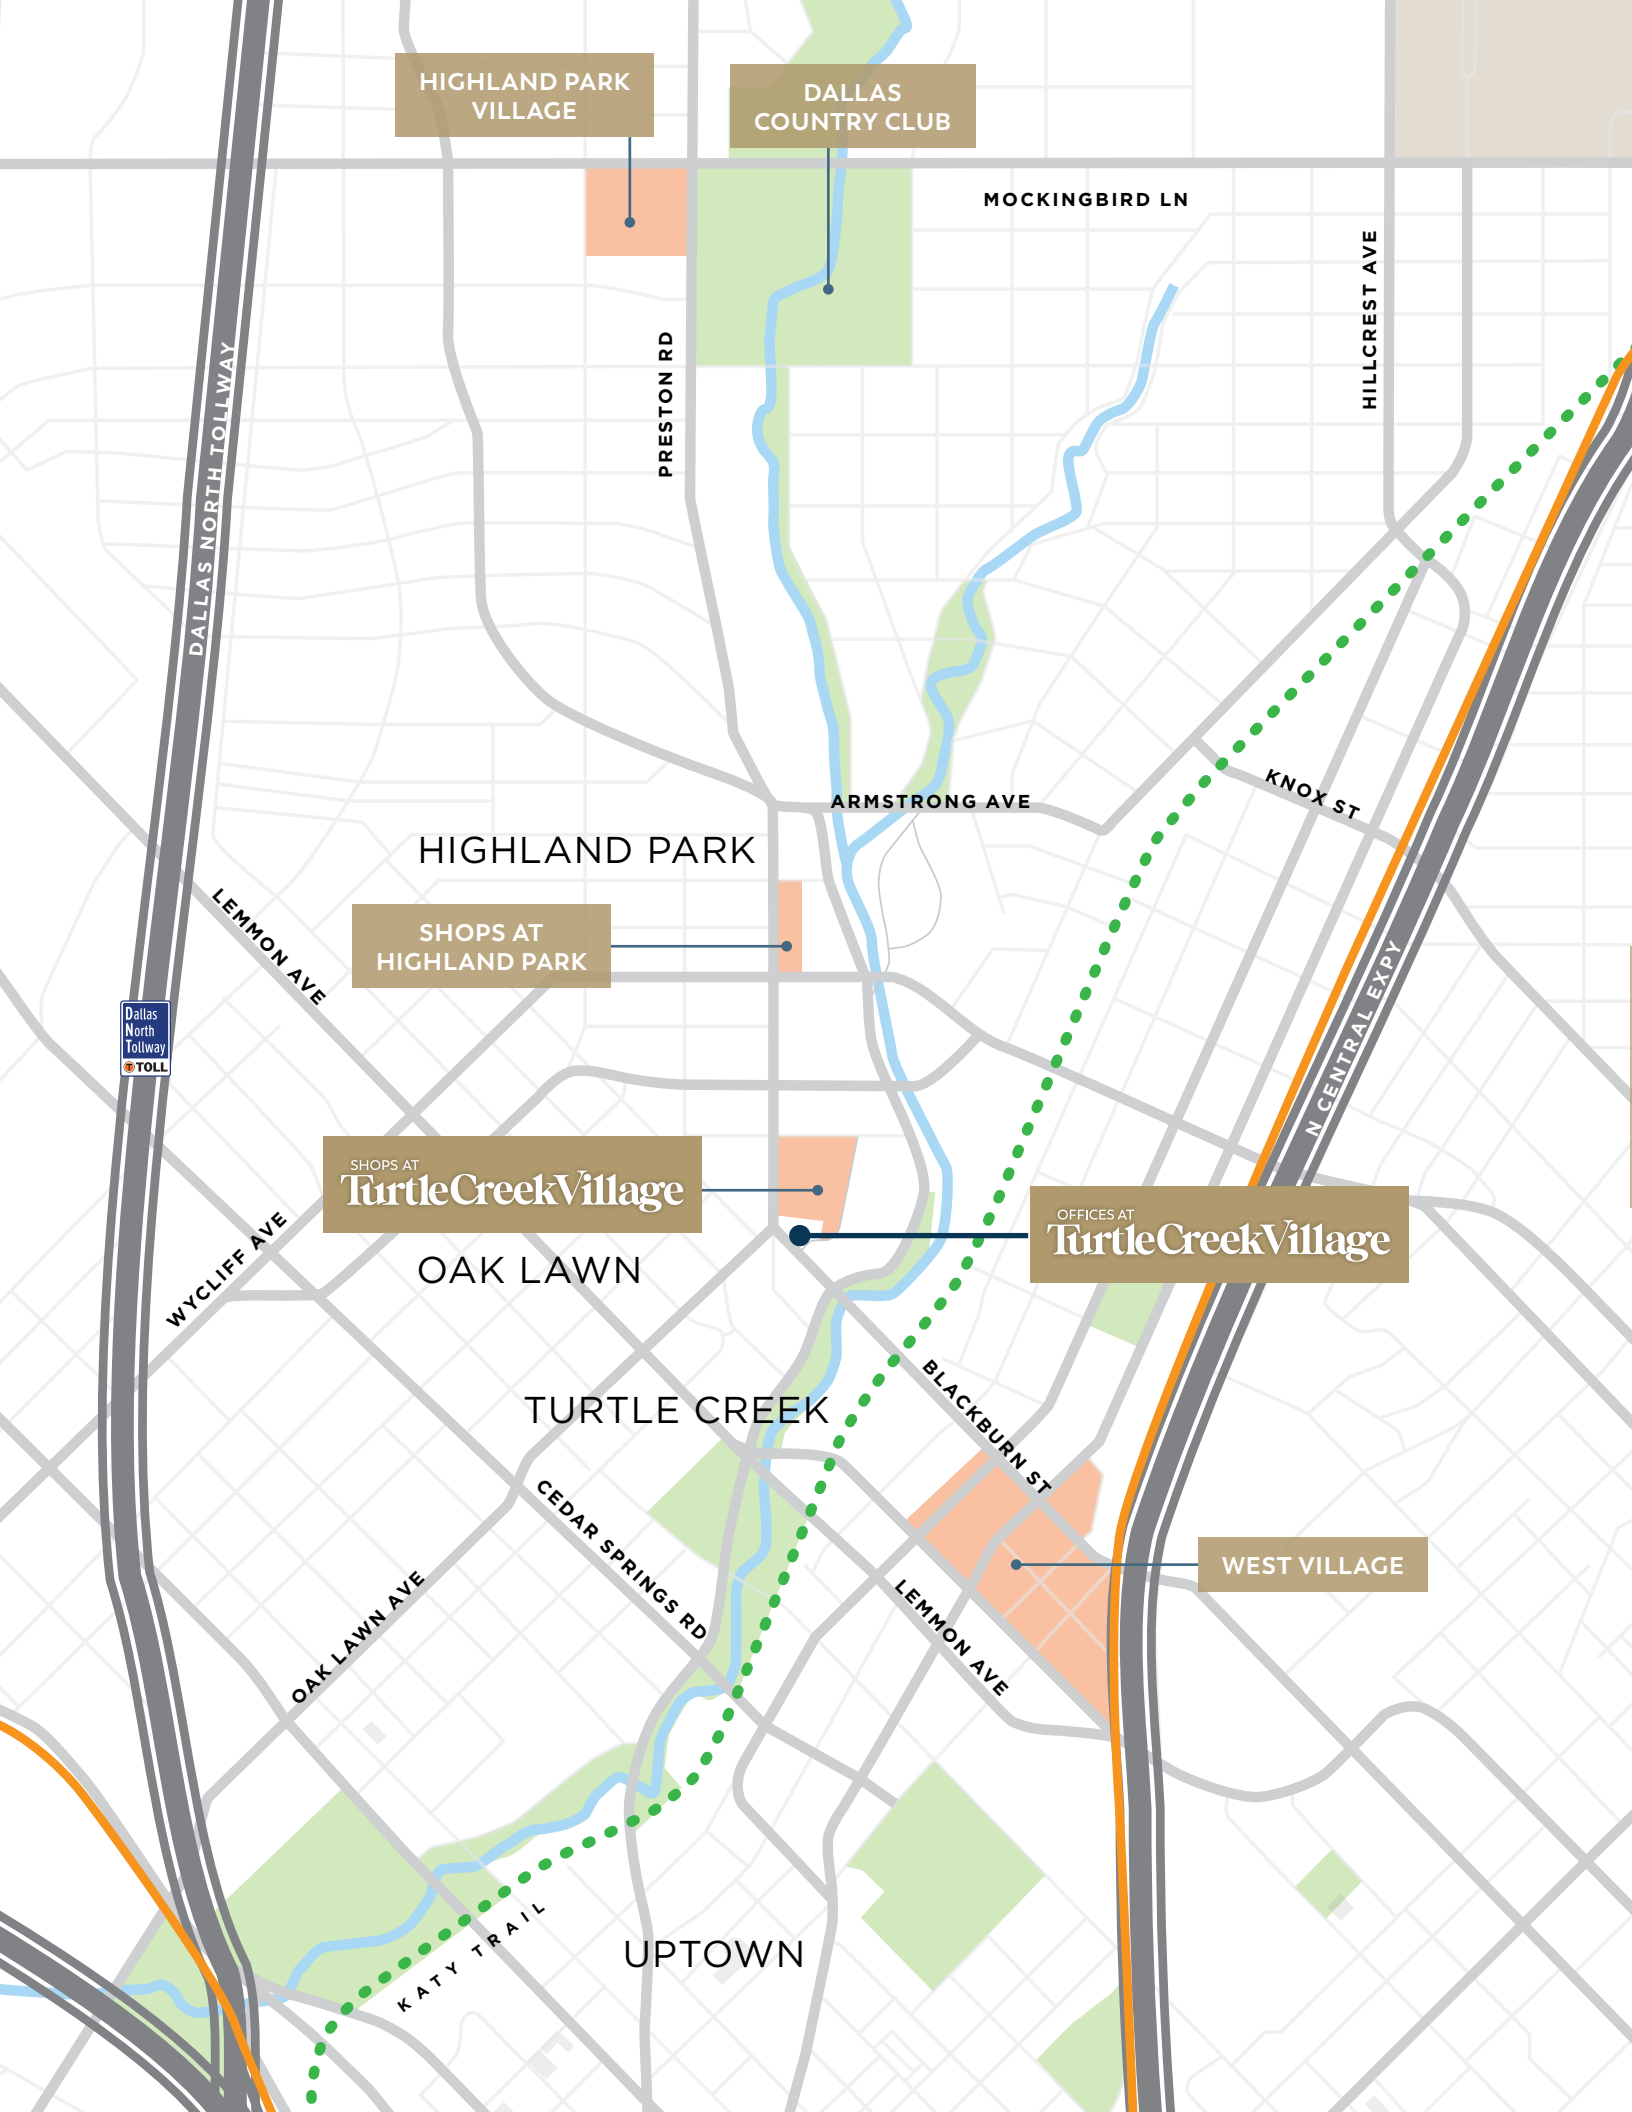 HIGHLAND PARK
VILLAGE
DALLAS
COUNTRY CLUB
MOCKINGBIRD LN
HILLCREST AVE
PRESTON RD
DALLAS NORTH TOLLWAY
KNOX ST
ARMSTRONG AVE
HIGHLAND PARK
LEMMON AVE
SHOPS AT
HIGHLAND PARK
N CENTRAL EXPY
Dallas
North
Tollway
TOLL
SHOPS AT
TurtleCreekVillage
OFFICES AT
TurtleCreekVillage
WYCLIFF AVE
OAK LAWN
BLACKBURN ST
TURTLE CREEK
CEDAR SPRINGS RD
WEST VILLAGE
OAK LAWN AVE
LEMMON AVE
KATY TRAIL
UPTOWN